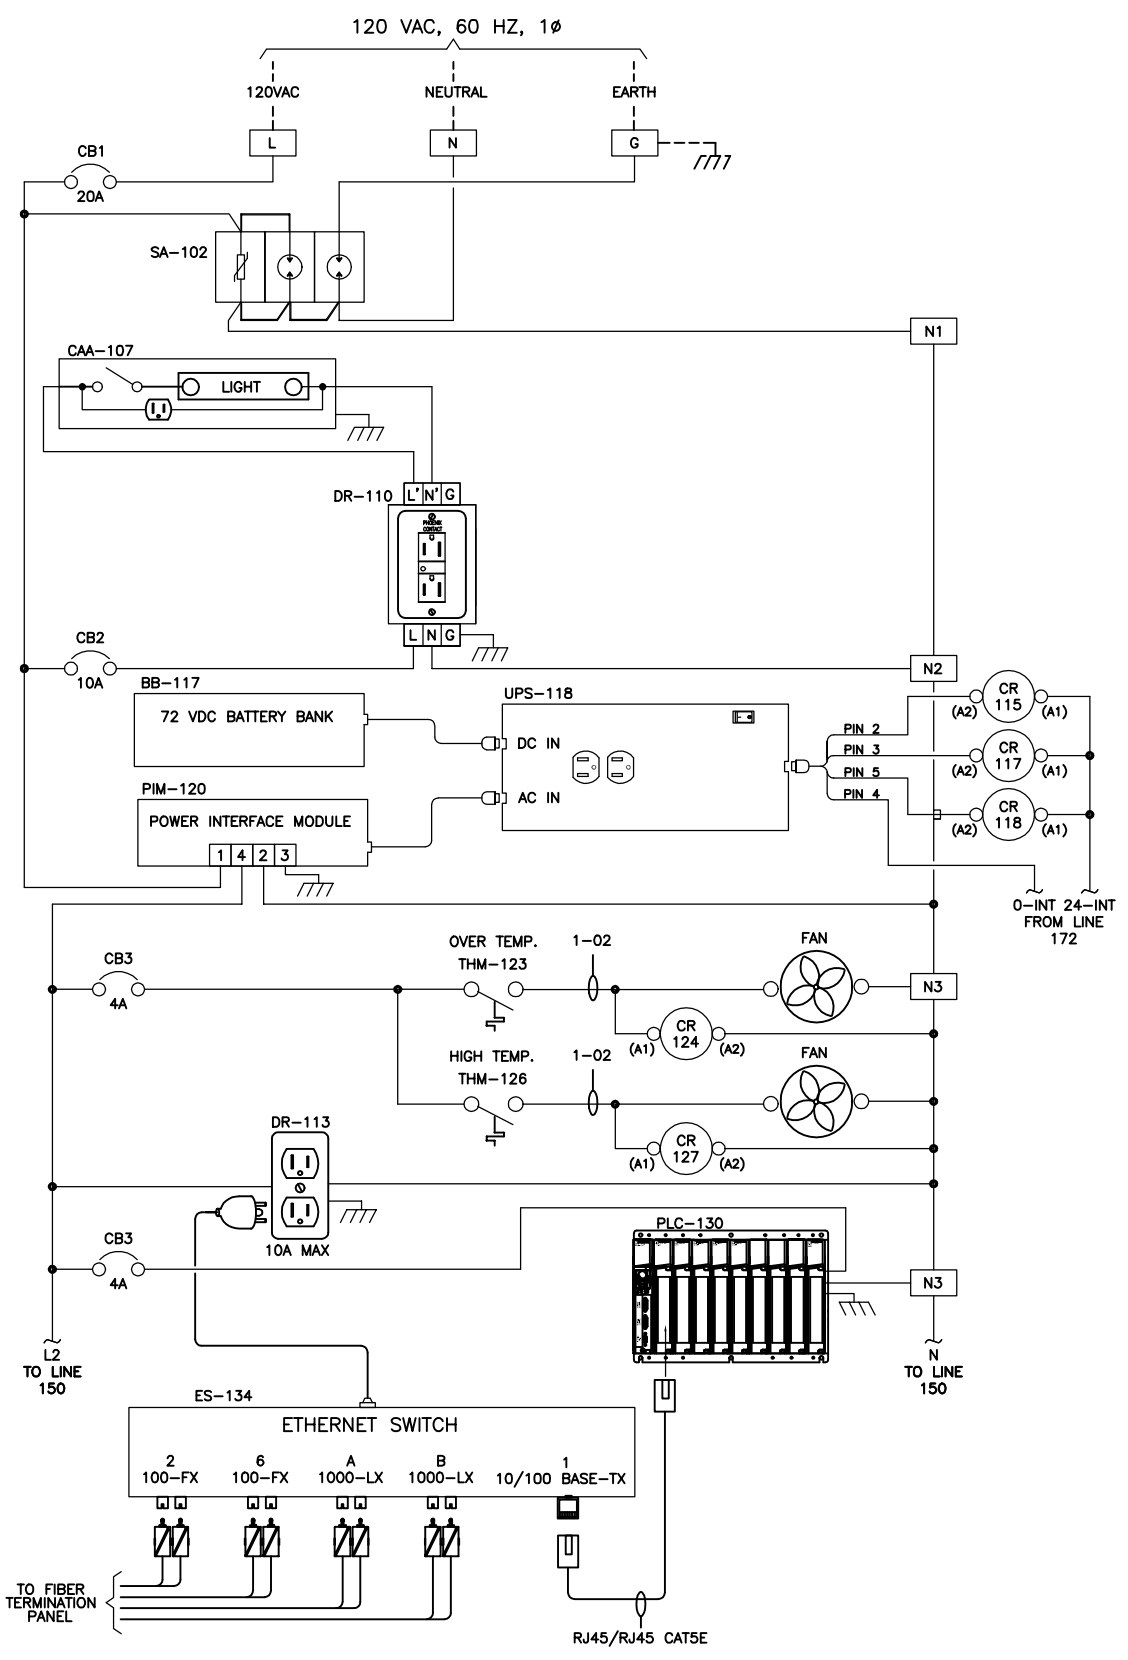 120 VAC, 60 HZ, 1Ø
120VAC
NEUTRAL
EARTH
L
N
G
CB1
20A
SA-102
N1
CAA-107
LIGHT
DR-110
L' N' G
PHOENIX
CONTACT
L N G
CB2
10A
N2
BB-117
72 VDC BATTERY BANK
UPS-118
DC IN
AC IN
PIN 2
PIN 3
PIN 5
PIN 4
CR
115
(A2)
(A1)
CR
117
(A2)
(A1)
CR
118
(A2)
(A1)
PIM-120
POWER INTERFACE MODULE
1 4 2 3
0-INT 24-INT
FROM LINE
172
CB3
4A
OVER TEMP.
THM-123
1-02
FAN
N3
CR
124
(A1)
(A2)
HIGH TEMP.
THM-126
1-02
FAN
CR
127
(A1)
(A2)
DR-113
10A MAX
CB3
4A
PLC-130
N3
L2
TO LINE
150
N
TO LINE
150
ES-134
ETHERNET SWITCH
2
100-FX
6
100-FX
A
1000-LX
B
1000-LX
1
10/100 BASE-TX
TO FIBER
TERMINATION
PANEL
RJ45/RJ45 CAT5E